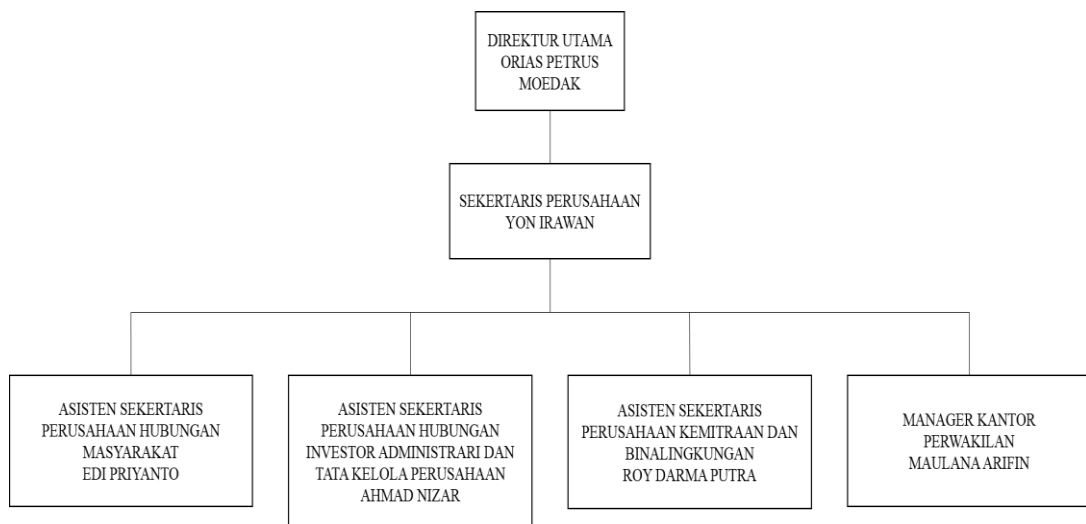 DIREKTUR UTAMA
ORIAS PETRUS
MOEDAK
SEKERTARIS PERUSAHAAN
YON IRAWAN
ASISTEN SEKERTARIS
PERUSAHAAN HUBUNGAN
MASYARAKAT
EDI PRIYANTO
ASISTEN SEKERTARIS
PERUSAHAAN HUBUNGAN
INVESTOR ADMINISTRARI DAN
TATA KELOLA PERUSAHAAN
AHMAD NIZAR
ASISTEN SEKERTARIS
PERUSAHAAN KEMITRAAN DAN
BINALINGKUNGAN
ROY DARMA PUTRA
MANAGER KANTOR
PERWAKILAN
MAULANA ARIFIN